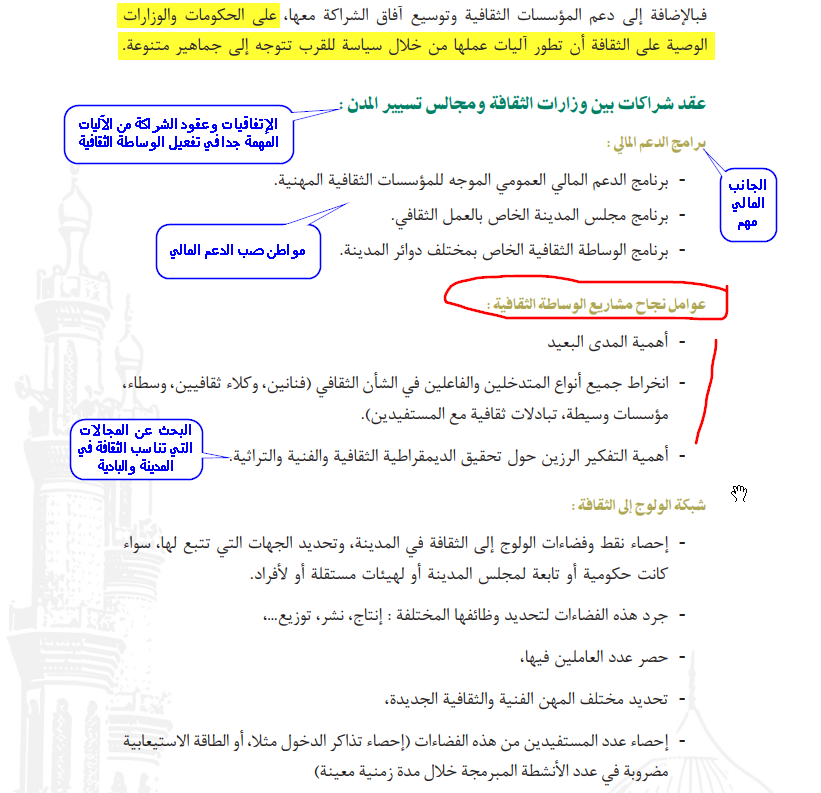 فبالإضافة إلى دعم المؤسسات الثقافية وتوسيع آفاق الشراكة معها، على الحكومات والوزارات
الوصية على الثقافة أن تطور آليات عملها من خلال سياسة للقرب تتوجه إلى جماهير متنوعة.
عقد شراكات بين وزارات الثقافة ومجالس تسيير المدن :
الإتفاقيات وعقود الشراكة من الآليات
المهمة جدا في تفعيل الوساطة الثقافية
برامج الدعم المالي :
الجانب
المالي
مهم
- برنامج الدعم المالي العمومي الموجه للمؤسسات الثقافية المهنية.
- برنامج مجلس المدينة الخاص بالعمل الثقافي.
- برنامج الوساطة الثقافية الخاص بمختلف دوائر المدينة.
مواطن صب الدعم المالي
عوامل نجاح مشاريع الوساطة الثقافية :
- أهمية المدى البعيد
- انخراط جميع أنواع المتدخلين والفاعلين في الشأن الثقافي (فنانين، وكلاء ثقافيين، وسطاء،
مؤسسات وسيطة، تبادلات ثقافية مع المستفيدين).
- أهمية التفكير الرزين حول تحقيق الديمقراطية الثقافية والفنية والتراثية.
البحث عن المجالات
التي تناسب الثقافة في
المدينة والبادية
شبكة الولوج إلى الثقافة :
- إحصاء نقط وفضاءات الولوج إلى الثقافة في المدينة، وتحديد الجهات التي تتبع لها، سواء
كانت حكومية أو تابعة لمجلس المدينة أو لهيئات مستقلة أو لأفراد.
- جرد هذه الفضاءات لتحديد وظائفها المختلفة : إنتاج، نشر، توزيع...،
- حصر عدد العاملين فيها،
- تحديد مختلف المهن الفنية والثقافية الجديدة،
- إحصاء عدد المستفيدين من هذه الفضاءات (إحصاء تذاكر الدخول مثلا، أو الطاقة الاستيعابية
مضروبة في عدد الأنشطة المبرمجة خلال مدة زمنية معينة)